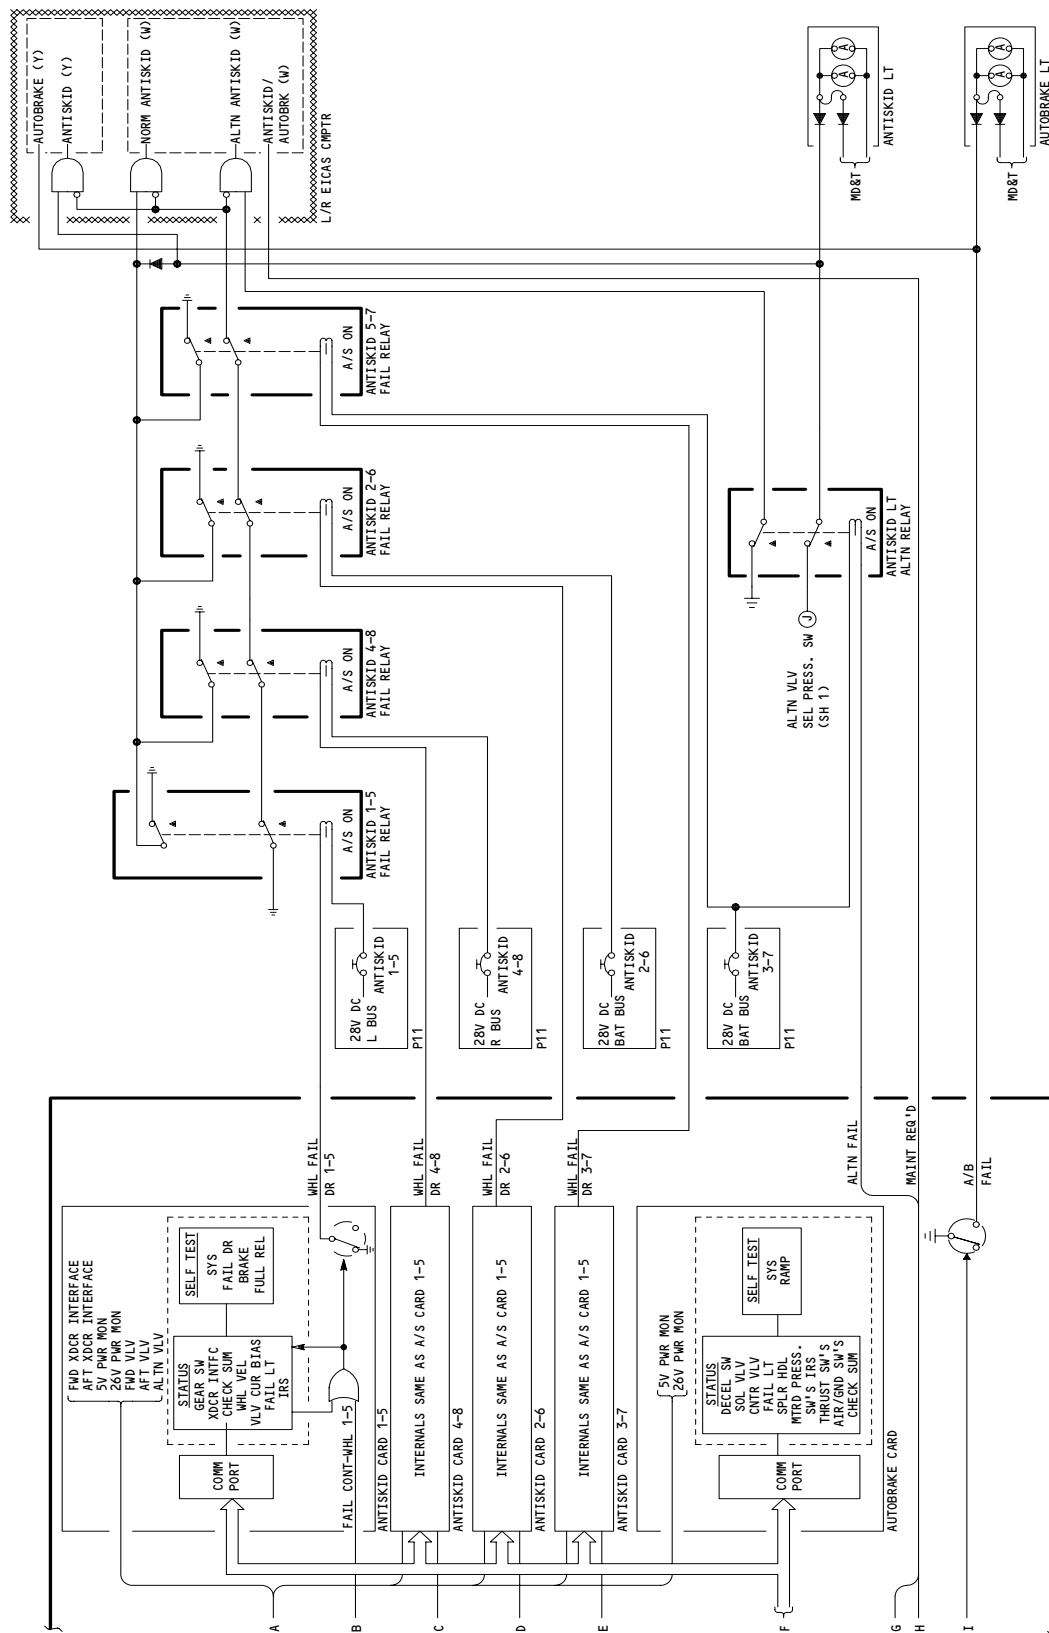 AUTOBRAKE (Y)
ANTISKID (Y)
NORM ANTISKID (W)
ALTN ANTISKID (W)
ANTISKID/
AUTOBRK (W)
L/R EICAS CMPTR
A
A
ANTISKID LT
MD&T
A
A
AUTOBRAKE LT
MD&T
A/S ON
ANTISKID 5-7
FAIL RELAY
A/S ON
ANTISKID 2-6
FAIL RELAY
A/S ON
ANTISKID 4-8
FAIL RELAY
A/S ON
ANTISKID 1-5
FAIL RELAY
A/S ON
ANTISKID LT
ALTN RELAY
J
ALTN VLV
SEL PRESS. SW
(SH 1)
28V DC
L BUS
ANTISKID
1-5
P11
28V DC
R BUS
ANTISKID
4-8
P11
28V DC
BAT BUS
ANTISKID
2-6
P11
28V DC
BAT BUS
ANTISKID
3-7
P11
WHL FAIL
DR 1-5
WHL FAIL
DR 4-8
WHL FAIL
DR 2-6
WHL FAIL
DR 3-7
ALTN FAIL
MAINT REQ'D
A/B
FAIL
FWD XDCR INTERFACE
AFT XDCR INTERFACE
5V PWR MON
26V PWR MON
FWD VLV
AFT VLV
ALTN VLV
SELF TEST
SYS
FAIL DR
BRAKE
FULL REL
STATUS
GEAR SW
XDCR INTFC
CHECK SUM
WHL VEL
VLV CUR BIAS
FAIL LT
IRS
COMM
PORT
FAIL CONT-WHL 1-5
ANTISKID CARD 1-5
INTERNALS SAME AS A/S CARD 1-5
ANTISKID CARD 4-8
INTERNALS SAME AS A/S CARD 1-5
ANTISKID CARD 2-6
INTERNALS SAME AS A/S CARD 1-5
ANTISKID CARD 3-7
5V PWR MON
26V PWR MON
SELF TEST
SYS
RAMP
STATUS
DECEL SW
SOL VLV
CNTR VLV
FAIL LT
SPLR HDL
MTRD PRESS.
SW'S IRS
THRUST SW'S
AIR/GND SW'S
CHECK SUM
COMM
PORT
AUTOBRAKE CARD
A
B
C
D
E
F
G
H
I